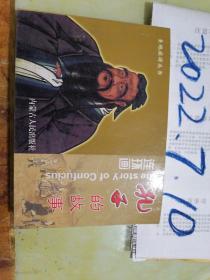 内蒙古人民出版社
孔子
的故事
连环画
The story of Confucius
2022.7.10